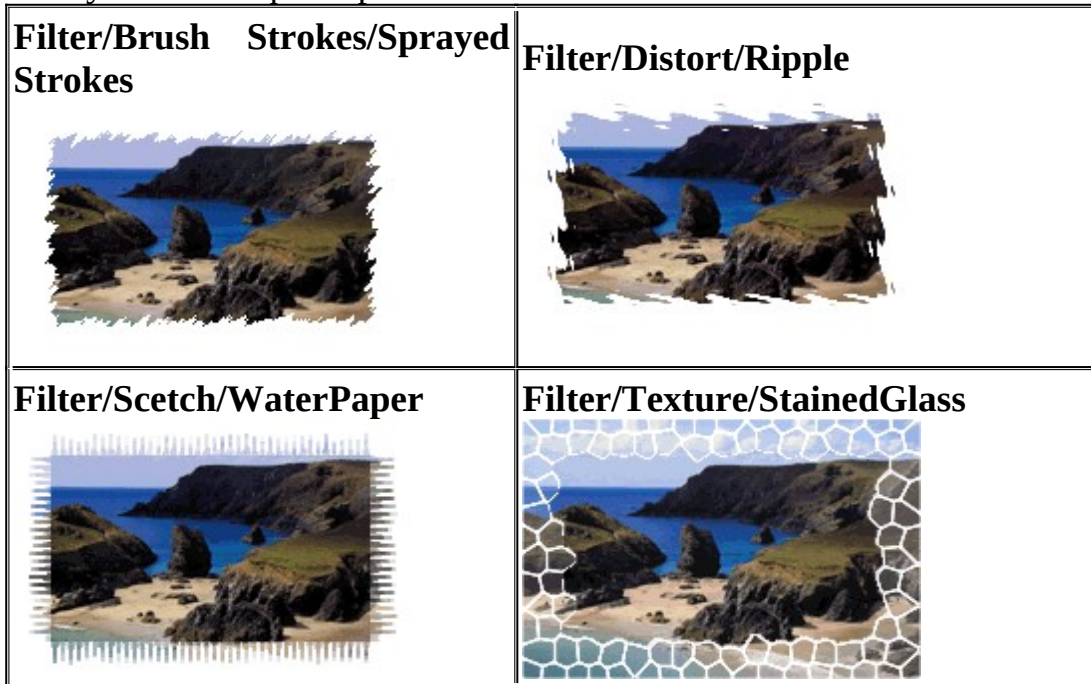 Filter/Brush Strokes/Sprayed
Strokes
Filter/Distort/Ripple
Filter/Scetch/WaterPaper
Filter/Texture/StainedGlass